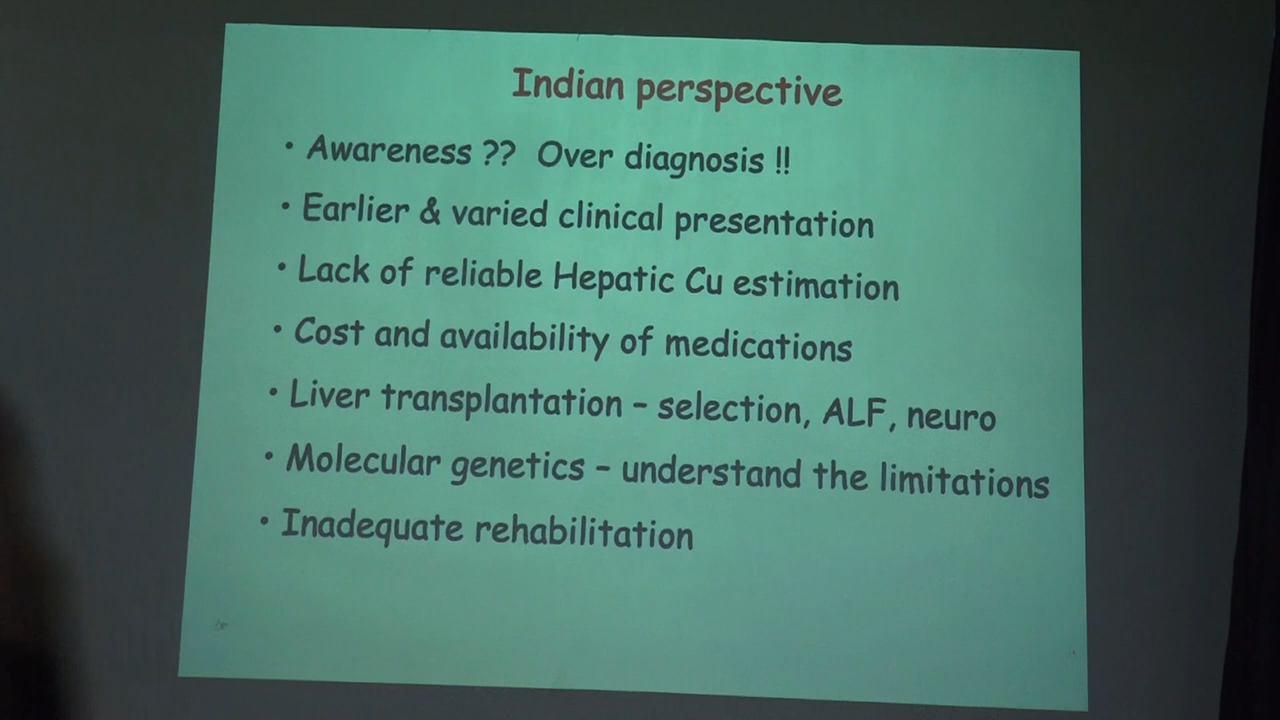 Indian perspective
• Awareness ?? Over diagnosis !!
• Earlier & varied clinical presentation
• Lack of reliable Hepatic Cu estimation
• Cost and availability of medications
• Liver transplantation – selection, ALF, neuro
• Molecular genetics – understand the limitations
• Inadequate rehabilitation